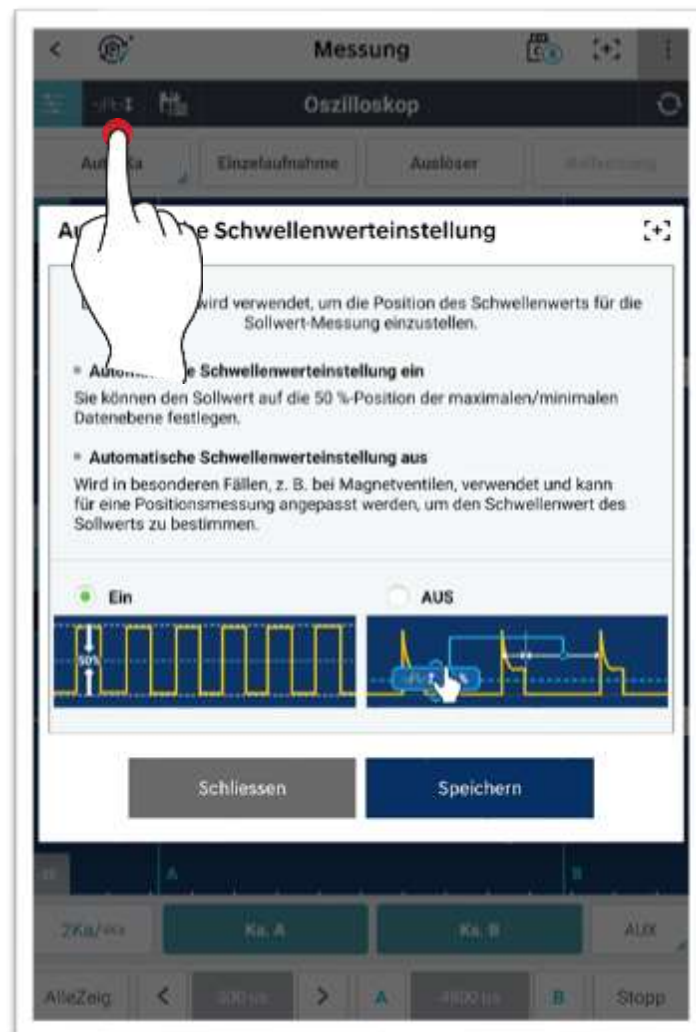 Messung
Oszilloskop
Einzelaufnahme
Auslöser
Schwellenwerteinstellung
wird verwendet, um die Position des Schwellenwerts für die
Sollwert-Messung einzustellen.
Schwellenwerteinstellung ein
Sie können den Sollwert auf die 50 %-Position der maximalen/minimalen
Datenebene festlegen.
Automatische Schwellenwerteinstellung aus
Wird in besonderen Fällen, z. B. bei Magnetventilen, verwendet und kann
für eine Positionsmessung angepasst werden, um den Schwellenwert des
Sollwerts zu bestimmen.
Ein
AUS
50%
%
Schliessen
Speichern
A
B
2Ka/4Ka
Ka. A
Ka. B
AUX
AlleZeig.
<
>
A
B
Stopp